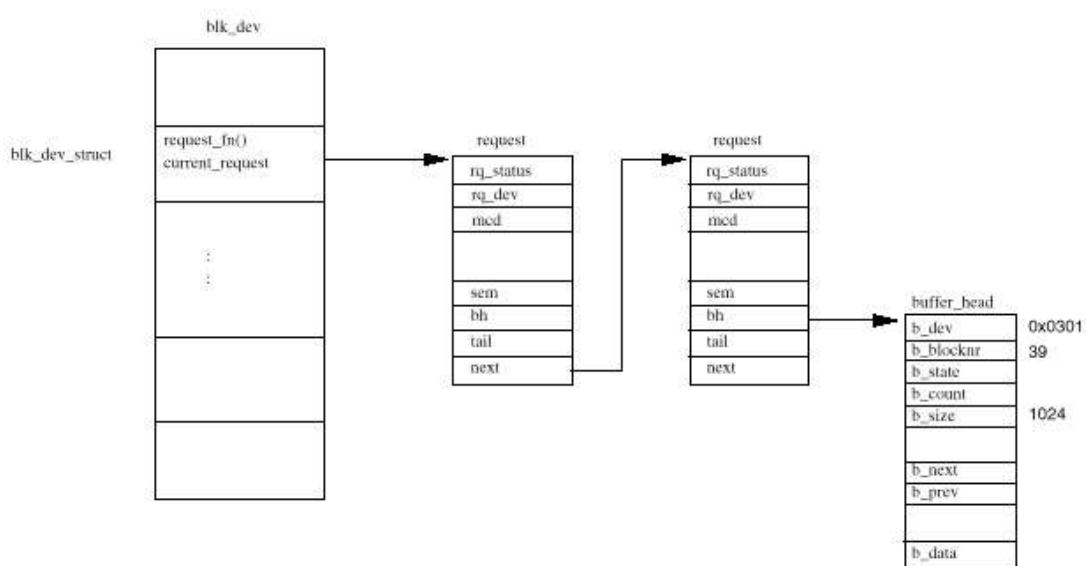 blk_dev
blk_dev_struct
request_fn()
current_request
:
:
request
rq_status
rq_dev
mcd
sem
bh
tail
next
request
rq_status
rq_dev
mcd
sem
bh
tail
next
buffer_head
b_dev 0x0301
b_blocknr 39
b_state
b_count
b_size 1024
b_next
b_prev
b_data